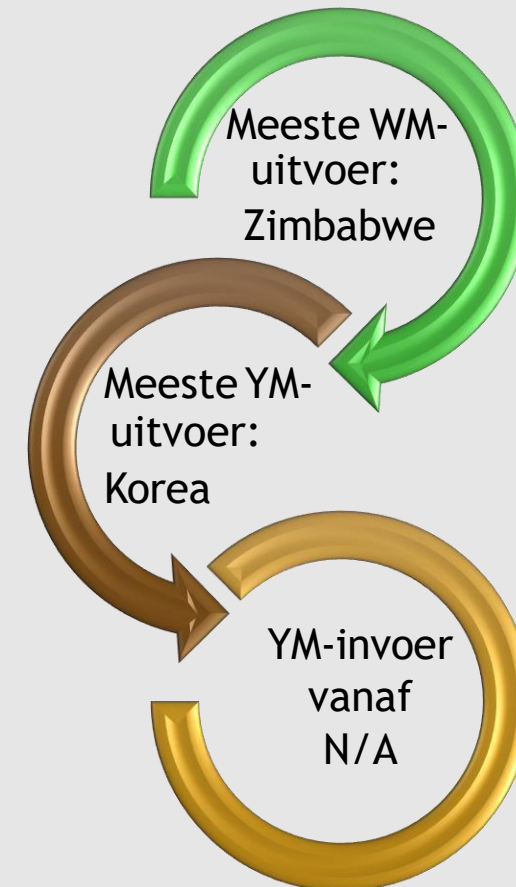 Meeste WM-
uitvoer:
Zimbabwe
Meeste YM-
uitvoer:
Korea
YM-invoer
vanaf
N/A